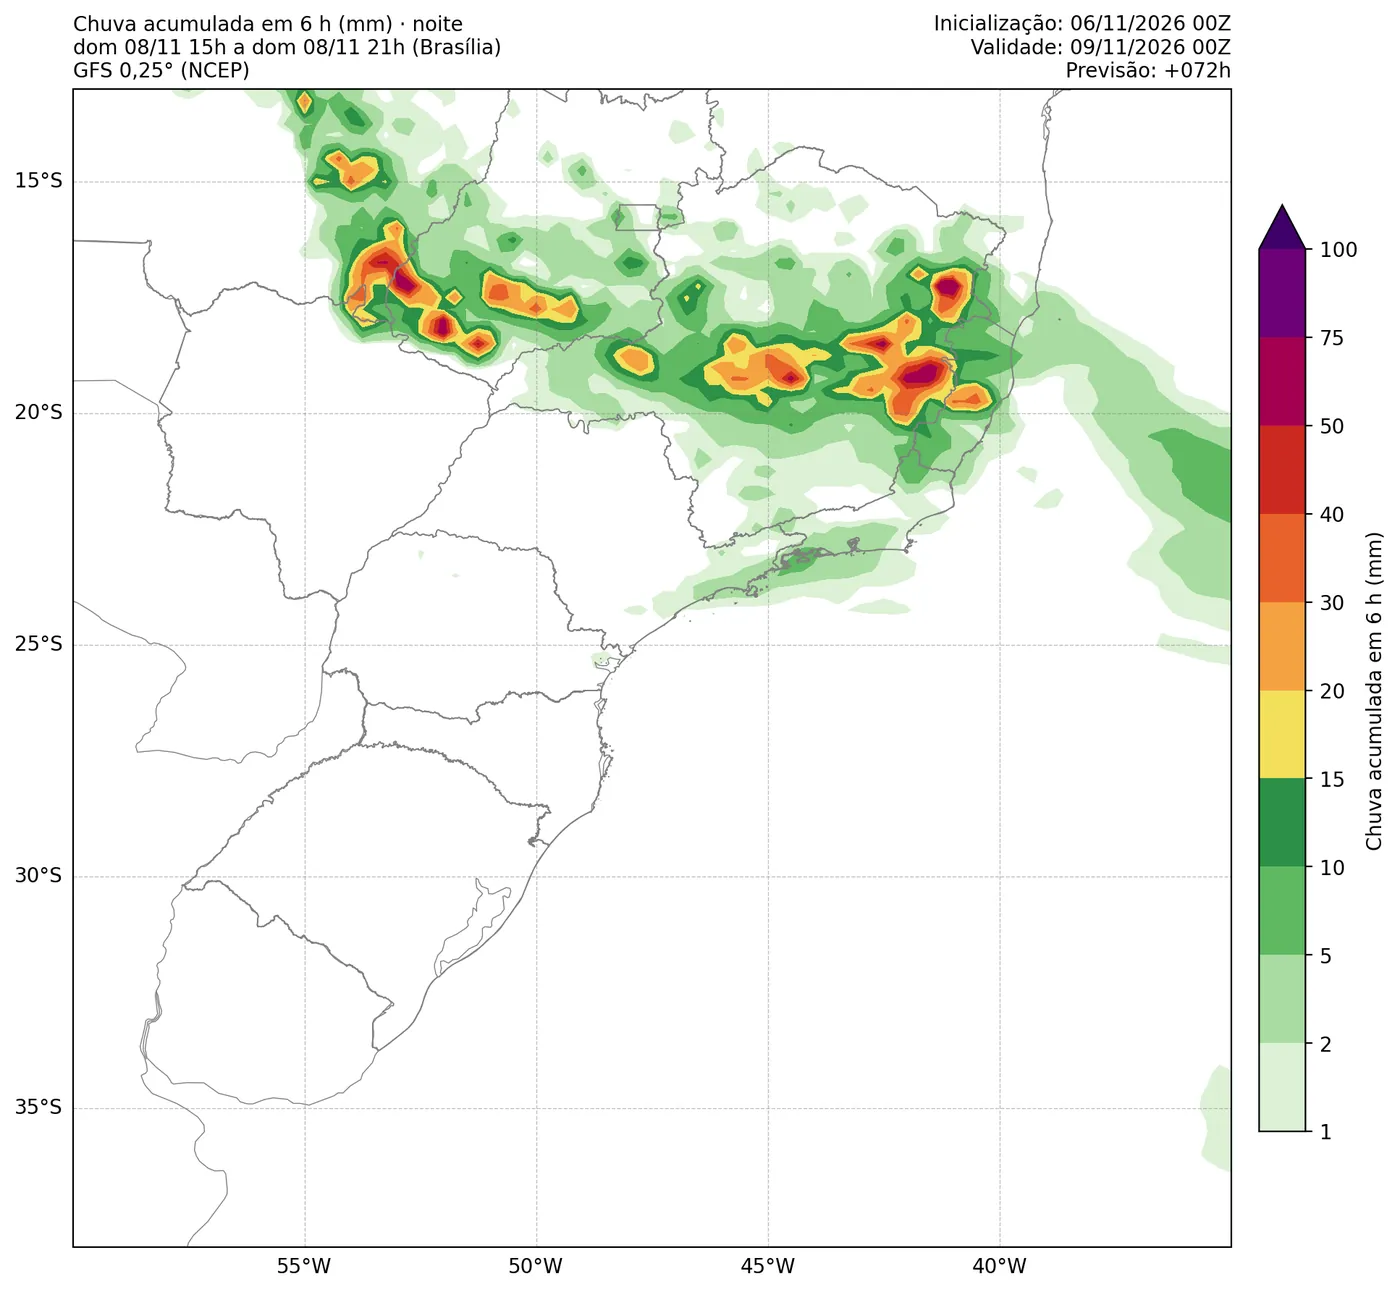 Chuva acumulada em 6 h (mm) · noite
dom 08/11 15h a dom 08/11 21h (Brasília)
GFS 0,25° (NCEP)
Inicialização: 06/11/2026 00Z
Validade: 09/11/2026 00Z
Previsão: +072h
15°S
20°S
25°S
30°S
35°S
55°W
50°W
45°W
40°W
100
75
50
40
30
20
15
10
5
2
1
Chuva acumulada em 6 h (mm)